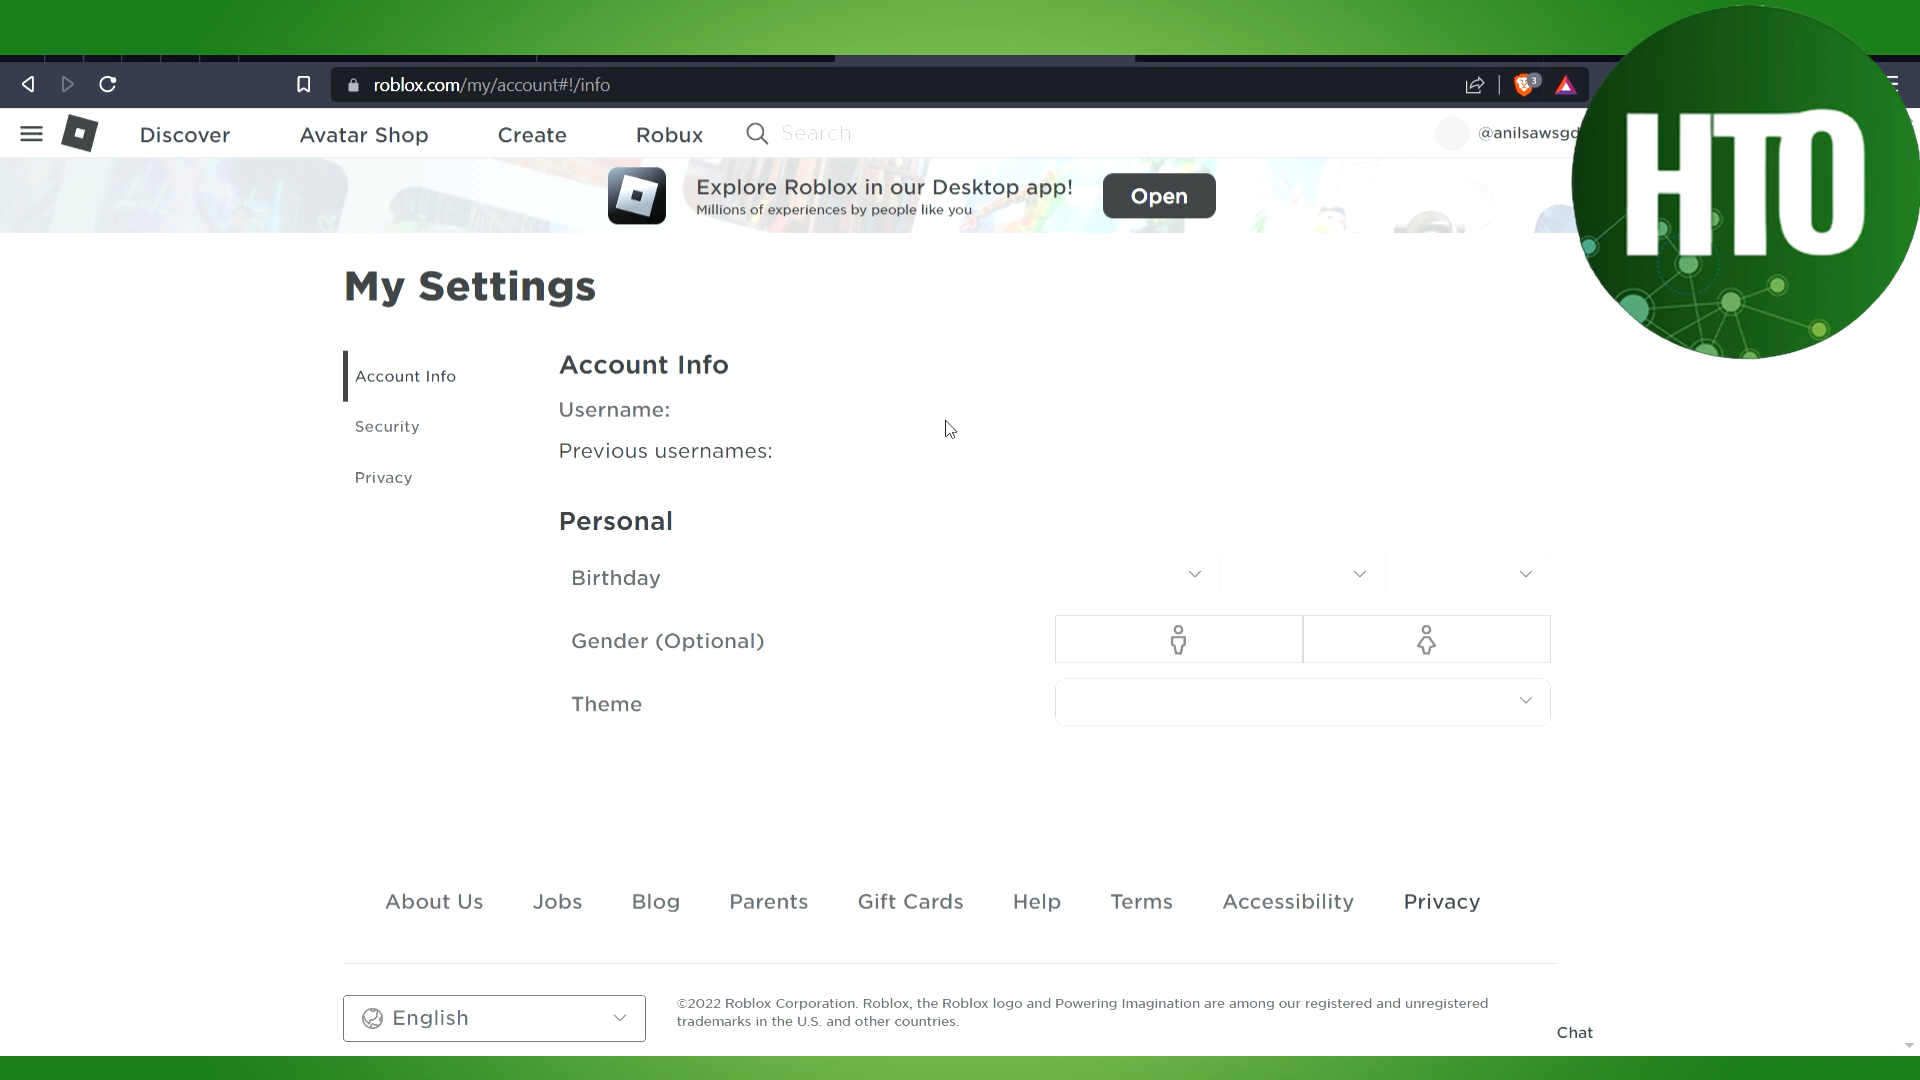 roblox.com/my/account#!/info
3
HTO
Discover
Avatar Shop
Create
Robux
Search
@anilsawsgd
Explore Roblox in our Desktop app!
Millions of experiences by people like you
Open
My Settings
Account Info
Security
Privacy
Account Info
Username:
Previous usernames:
Personal
Birthday
Gender (Optional)
Theme
About Us
Jobs
Blog
Parents
Gift Cards
Help
Terms
Accessibility
Privacy
English
©2022 Roblox Corporation. Roblox, the Roblox logo and Powering Imagination are among our registered and unregistered
trademarks in the U.S. and other countries.
Chat